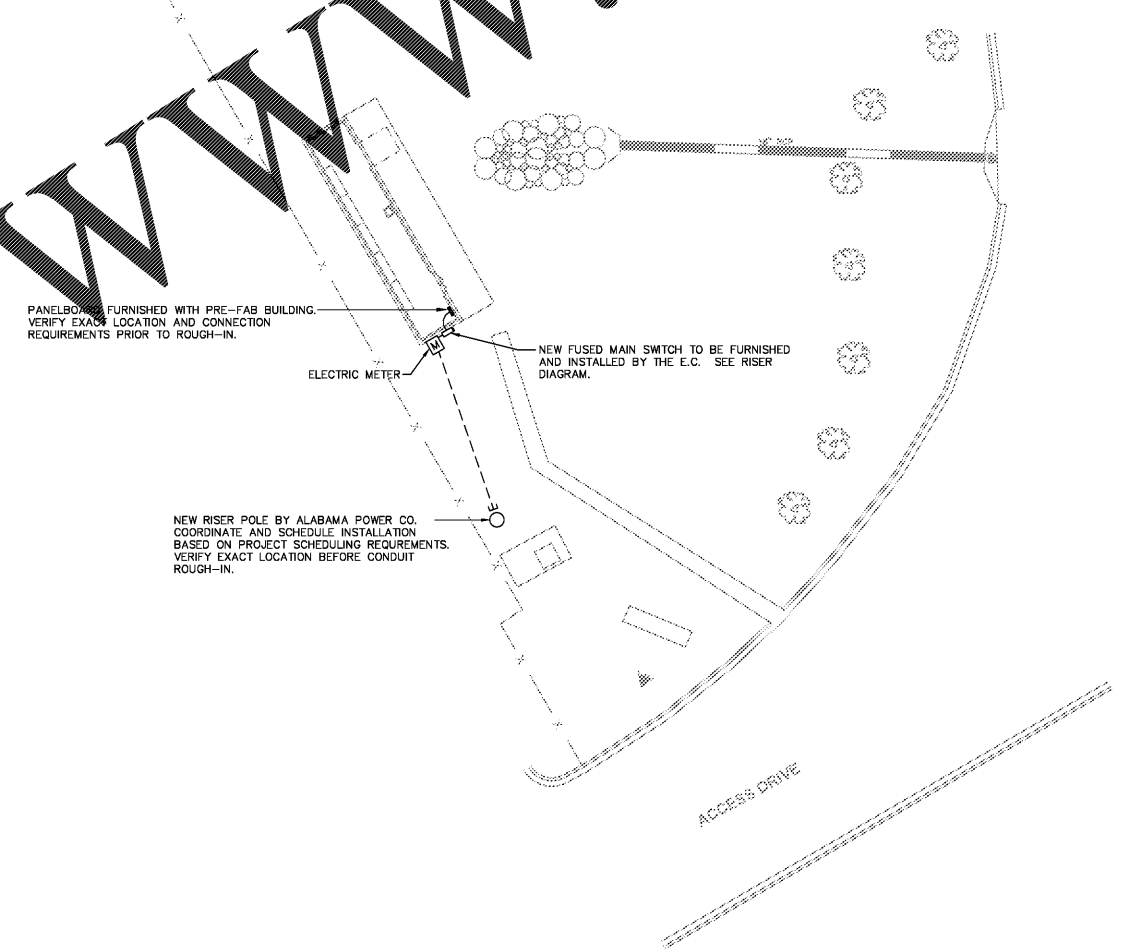 WWW.
PANELBOARD FURNISHED WITH PRE-FAB BUILDING.
VERIFY EXACT LOCATION AND CONNECTION
REQUIREMENTS PRIOR TO ROUGH-IN.
M
NEW FUSED MAIN SWITCH TO BE FURNISHED
AND INSTALLED BY THE E.C. SEE RISER
DIAGRAM.
ELECTRIC METER
NEW RISER POLE BY ALABAMA POWER CO.
COORDINATE AND SCHEDULE INSTALLATION
BASED ON PROJECT SCHEDULING REQUREMENTS.
VERIFY EXACT LOCATION BEFORE CONDUIT
ROUGH-IN.
ACCESS DRIVE